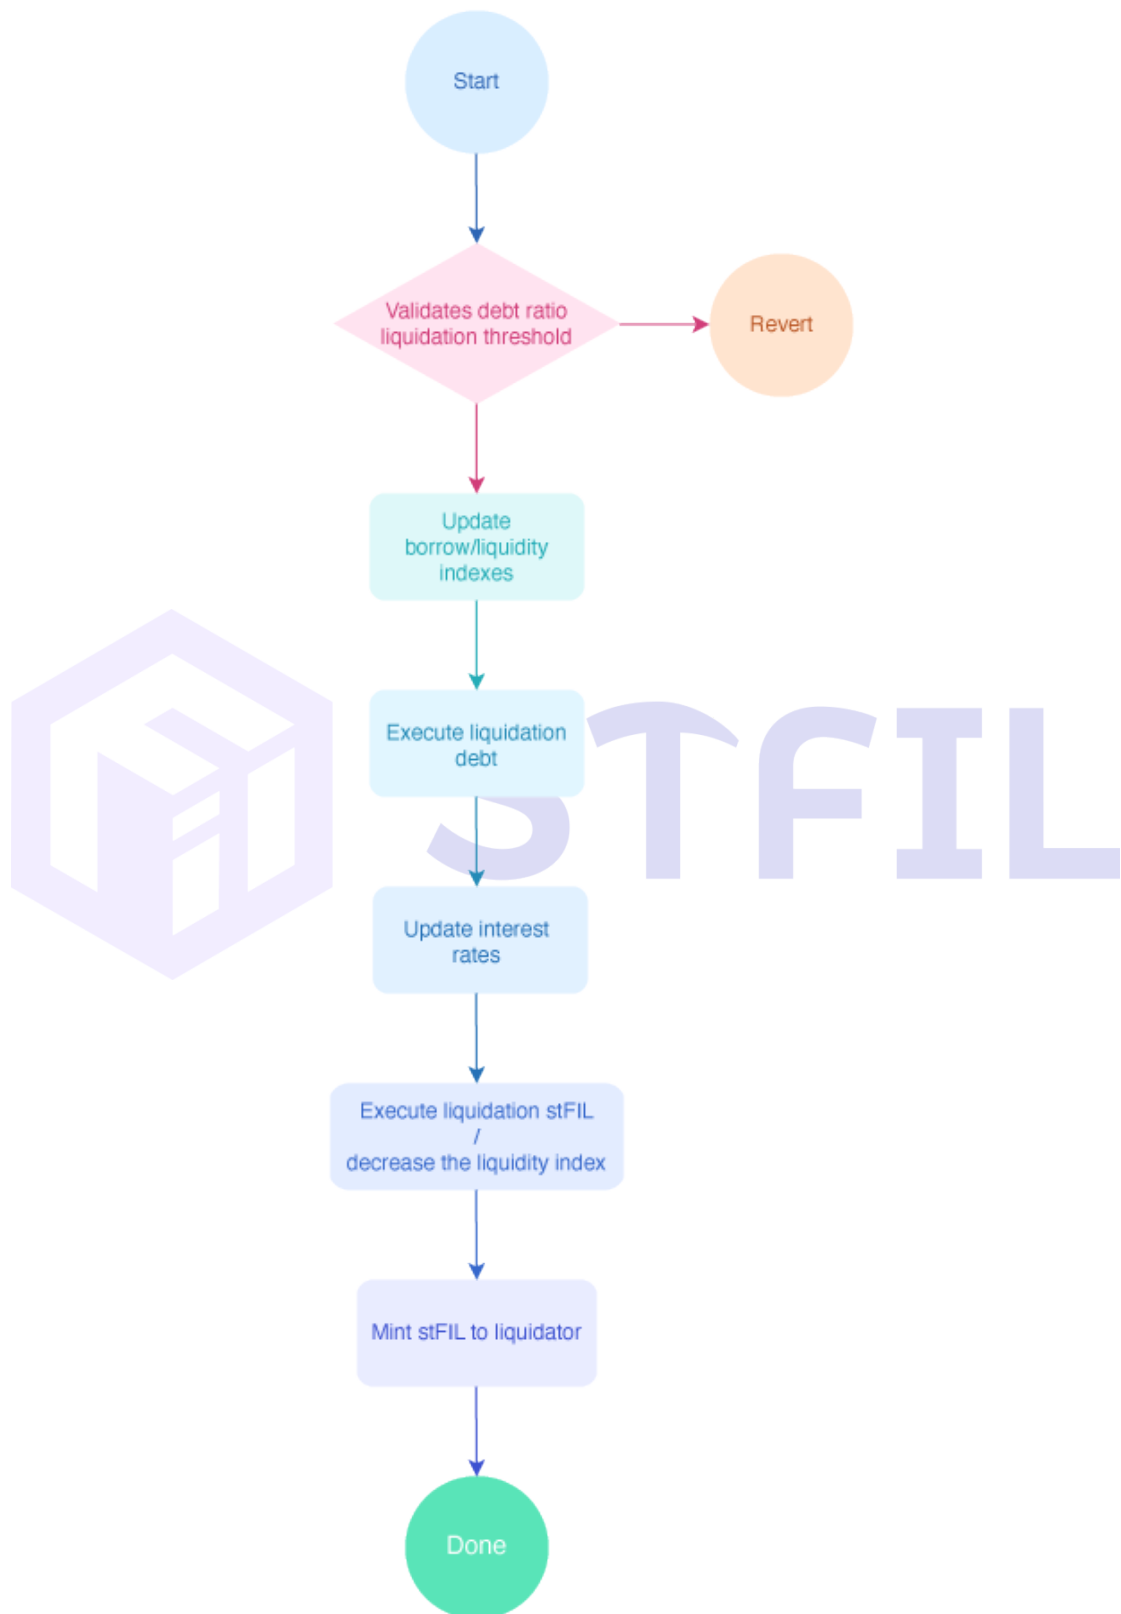 Start
Validates debt ratio
liquidation threshold
Revert
Update
borrow/liquidity
indexes
Execute liquidation
debt
STFIL
Update interest
rates
Execute liquidation stFIL
/
decrease the liquidity index
Mint stFIL to liquidator
Done